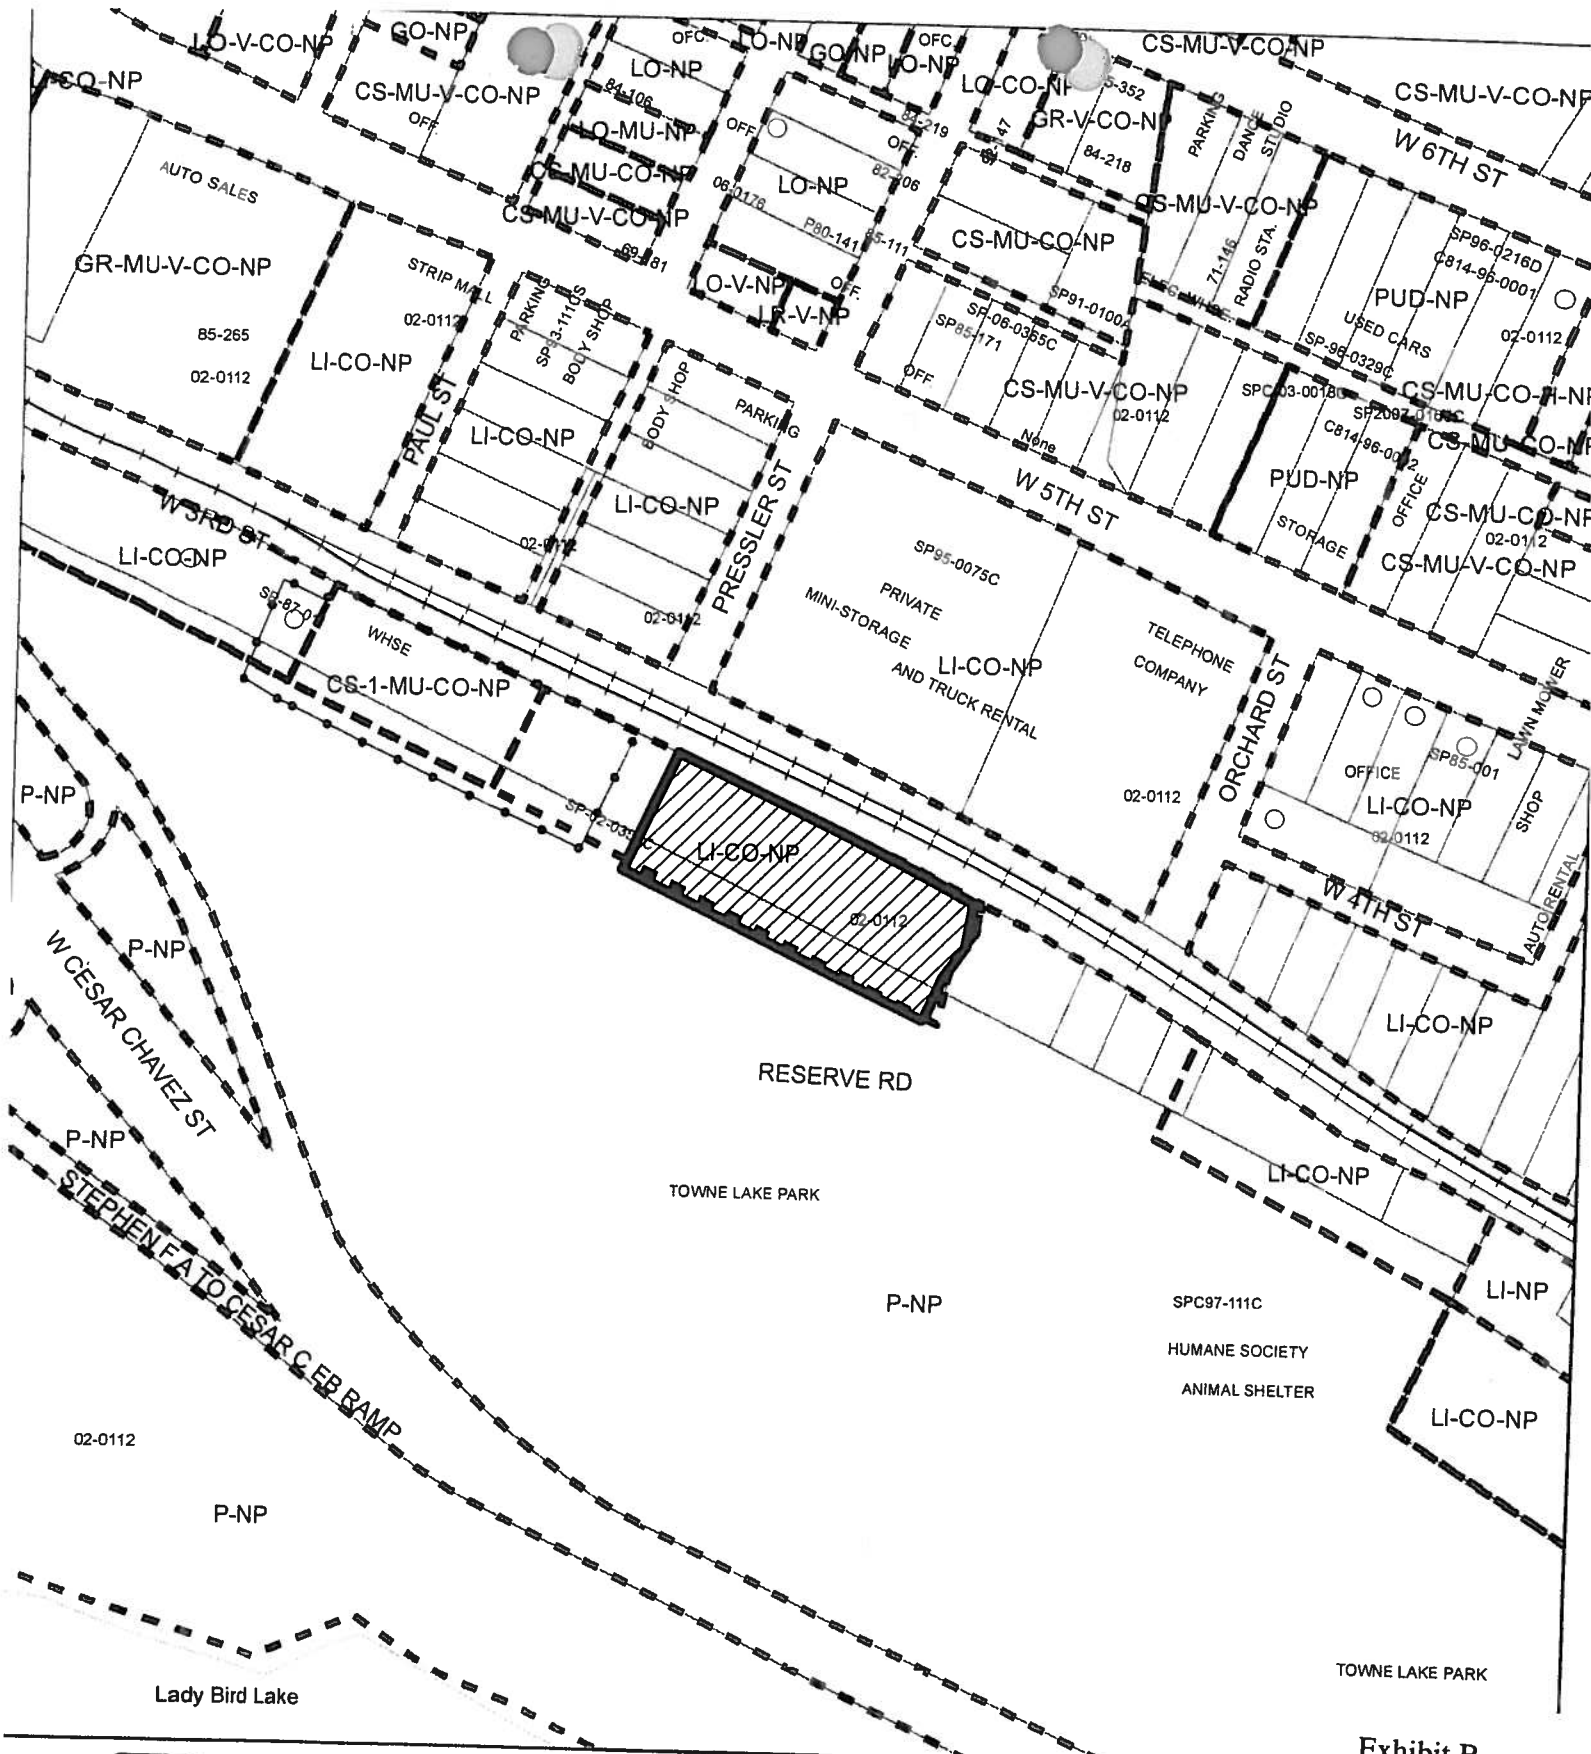 LO-V-CO-NP
GO-NP
OFC.
LO-NP
GO-NP
OFC
LO-NP
CS-MU-V-CO-NP
CO-NP
CS-MU-V-CO-NP
OFF.
LO-NP
84-106
LO-MU-NP
CS-MU-CO-NP
CS-MU-V-CO-NP
69-181
OFF
LO-NP
06-0176
P80-141
84-219
OFF.
85-111
LO-CO-NP
GR-V-CO-NP
84-218
CS-MU-V-CO-NP
W 6TH ST
PARKING
DANCE
STUDIO
CS-MU-V-CO-NP
71-146
RADIO STA.
AUTO SALES
GR-MU-V-CO-NP
85-265
02-0112
STRIP MALL
02-0112
LI-CO-NP
PAUL ST
PARKING
BODY SHOP
LI-CO-NP
BODY SHOP
PARKING
LI-CO-NP
02-0112
PRESSLER ST
OFF.
LR-V-NP
CS-MU-CO-NP
SP91-0100A
SP-06-0365C
SP85-171
OFF
CS-MU-V-CO-NP
02-0112
None
W 5TH ST
SP96-0216D
C814-96-0001
PUD-NP
USED CARS
02-0112
SP-96-0329C
CS-MU-CO-H-NP
CS-MU-CO-NP
PUD-NP
STORAGE
OFFICE
CS-MU-CO-NP
02-0112
CS-MU-V-CO-NP
W 3RD ST
LI-CO-NP
WHSE
CS-1-MU-CO-NP
SP95-0075C
PRIVATE
MINI-STORAGE
AND TRUCK RENTAL
LI-CO-NP
TELEPHONE
COMPANY
02-0112
ORCHARD ST
LAWN MOWER
SHOP
OFFICE
SP85-001
LI-CO-NP
02-0112
AUTO RENTAL
W 4TH ST
LI-CO-NP
P-NP
LI-CO-NP
02-0112
P-NP
W CESAR CHAVEZ ST
P-NP
RESERVE RD
TOWNE LAKE PARK
LI-CO-NP
STEPHEN F A TO CESAR C EB RAMP
P-NP
SPC97-111C
HUMANE SOCIETY
ANIMAL SHELTER
LI-NP
LI-CO-NP
02-0112
P-NP
TOWNE LAKE PARK
Lady Bird Lake